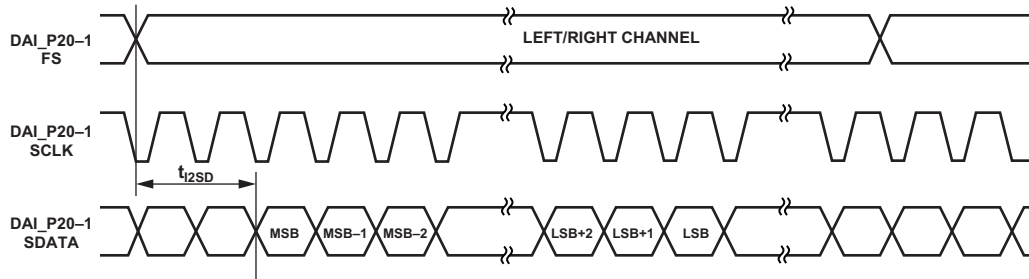 DAI_P20–1
FS
LEFT/RIGHT CHANNEL
DAI_P20–1
SCLK
tI2SD
DAI_P20–1
SDATA
MSB
MSB–1
MSB–2
LSB+2
LSB+1
LSB